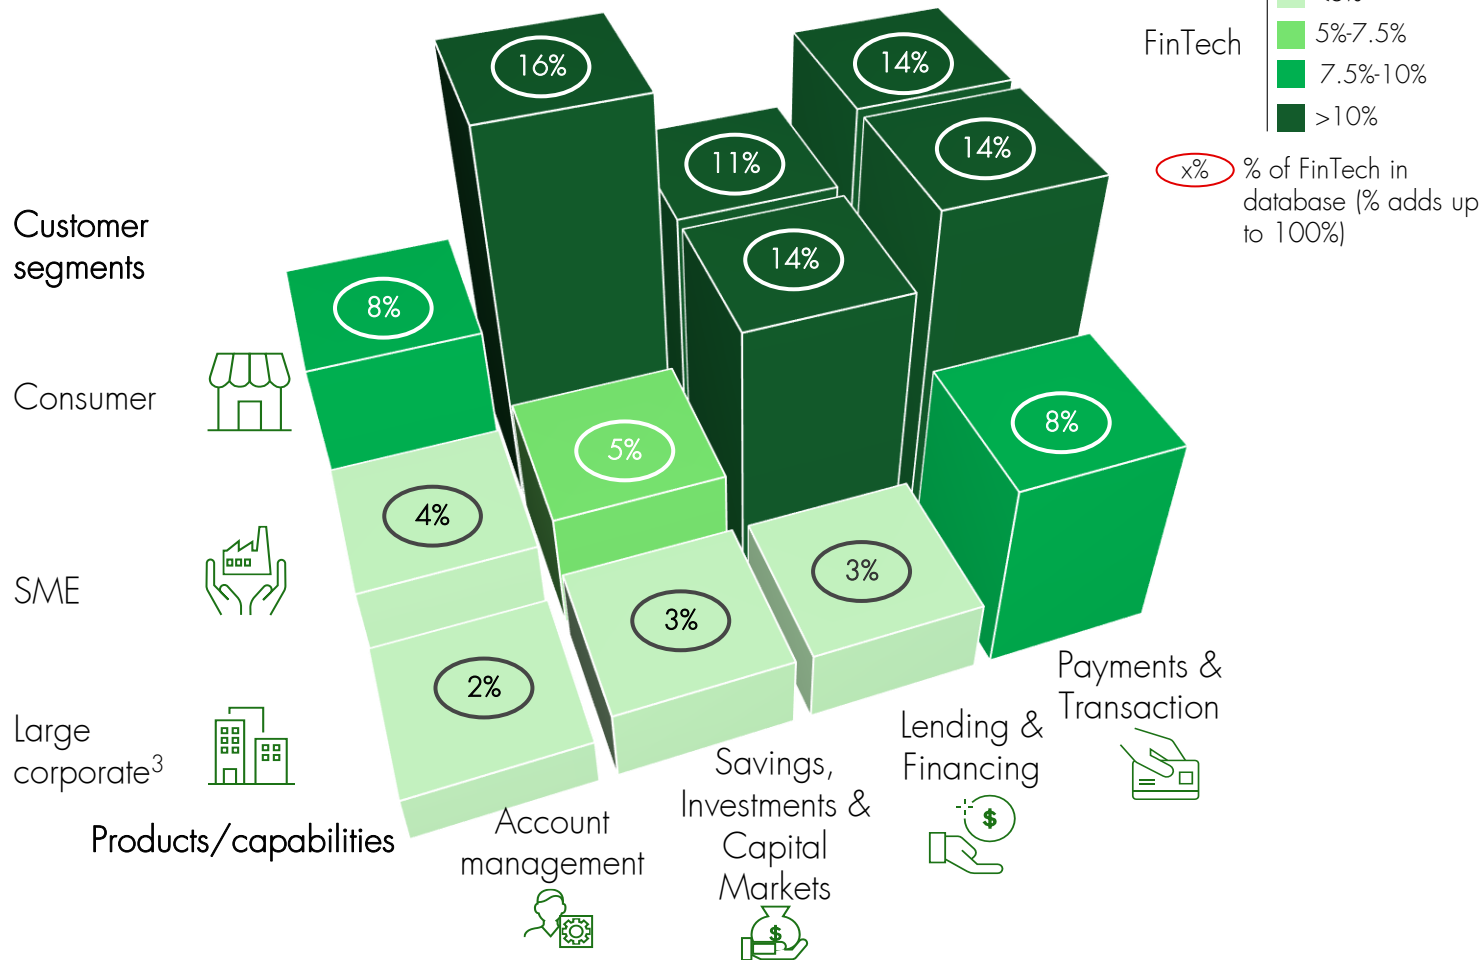 FinTech
5%-7.5%
7.5%-10%
>10%
x%
% of FinTech in
database (% adds up
to 100%)
16%
14%
11%
14%
14%
8%
5%
8%
4%
3%
3%
2%
Customer
segments
Consumer
SME
Large
corporate³
Products/capabilities
Account
management
Savings,
Investments &
Capital
Markets
Lending &
Financing
Payments &
Transaction